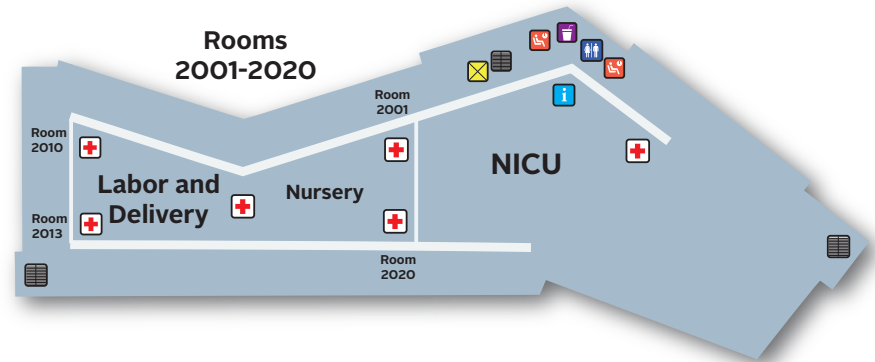 Rooms
2001-2020
Room
2001
Room
2010
Labor and
Delivery
Nursery
NICU
i
Room
2013
Room
2020